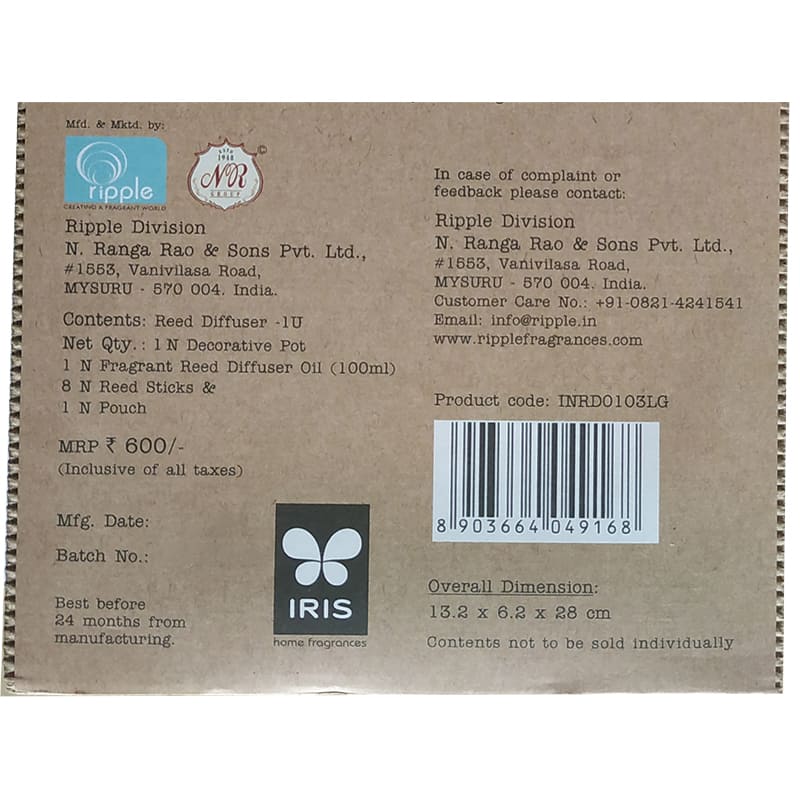 Mfd. & Mktd. by:
ripple
CREATING A FRAGRANT WORLD
ESTD
1948
NR
GROUP
©
Ripple Division
N. Ranga Rao & Sons Pvt. Ltd.,
#1553, Vanivilasa Road,
MYSURU - 570 004. India.
Contents: Reed Diffuser -1U
Net Qty.: 1 N Decorative Pot
1 N Fragrant Reed Diffuser Oil (100ml)
8 N Reed Sticks &
1 N Pouch
MRP ₹ 600/-
(Inclusive of all taxes)
Mfg. Date:
Batch No.:
Best before
24 months from
manufacturing.
IRIS
home fragrances
In case of complaint or
feedback please contact:
Ripple Division
N. Ranga Rao & Sons Pvt. Ltd.,
#1553, Vanivilasa Road,
MYSURU - 570 004. India.
Customer Care No.: +91-0821-4241541
Email: info@ripple.in
www.ripplefragrances.com
Product code: INRD0103LG
8 903664 049168
Overall Dimension:
13.2 x 6.2 x 28 cm
Contents not to be sold individually